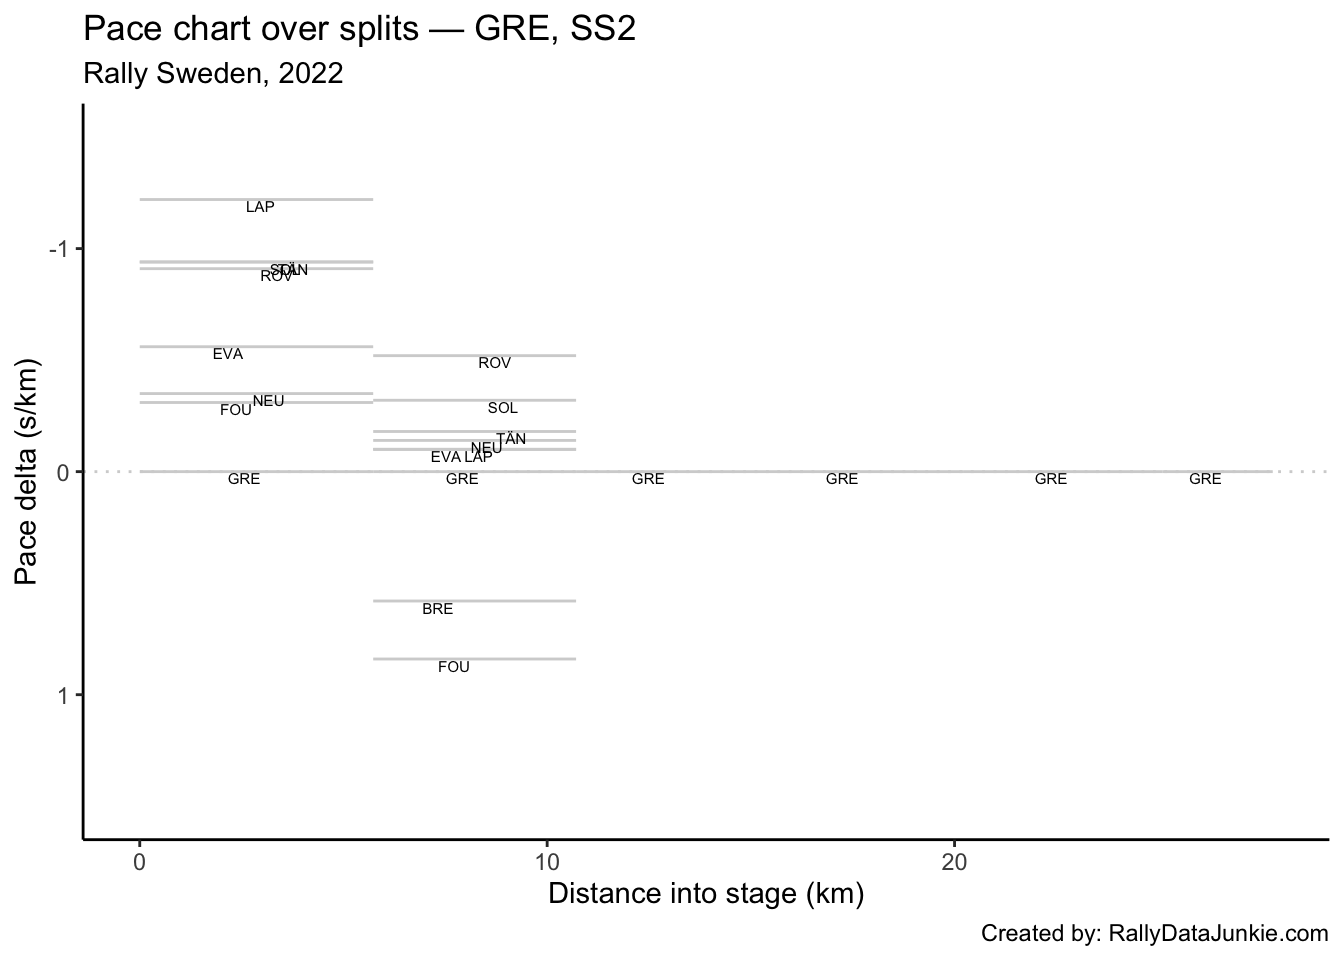 Pace chart over splits — GRE, SS2
Rally Sweden, 2022
Pace delta (s/km)
-1
0
1
LAP
SOL TÄN
ROV
EVA
NEU
FOU
ROV
SOL
TÄN
NEU
EVA LAP
GRE GRE GRE GRE GRE GRE
BRE
FOU
0 10 20
Distance into stage (km)
Created by: RallyDataJunkie.com